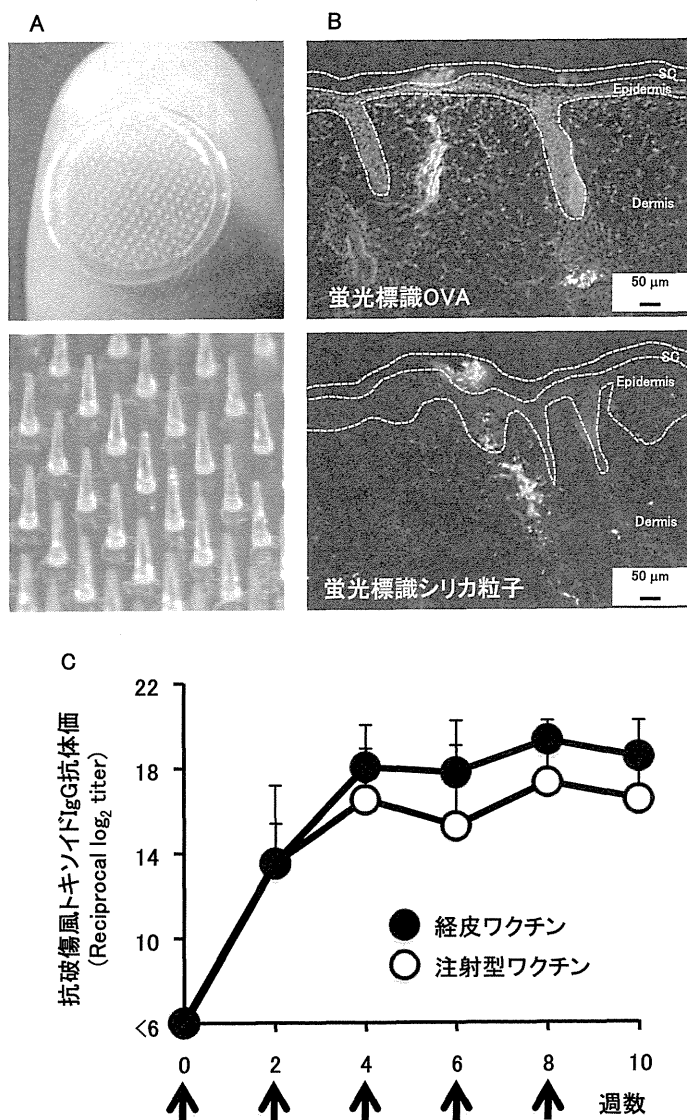 A
B
SC
Epidermis
Dermis
50 μm
蛍光標識OVA
SC
Epidermis
Dermis
50 μm
蛍光標識シリカ粒子
C
抗破傷風トキソイドIgG抗体価
(Reciprocal log2 titer)
22
18
14
10
<6
経皮ワクチン
注射型ワクチン
0 2 4 6 8 10
週数